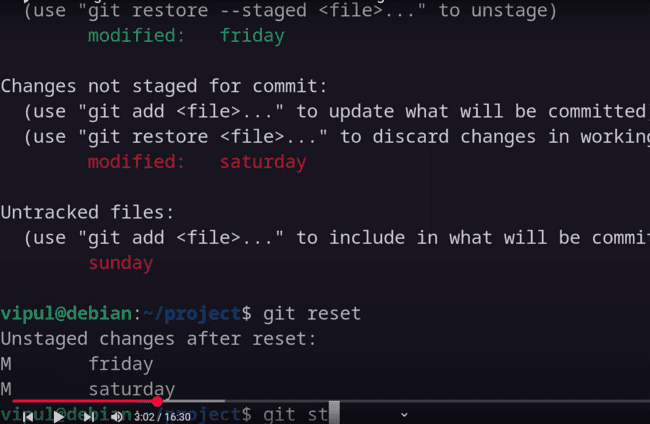 (use "git restore --staged <file>..." to unstage)
modified: friday
Changes not staged for commit:
(use "git add <file>..." to update what will be committed
(use "git restore <file>..." to discard changes in working
modified: saturday
Untracked files:
(use "git add <file>..." to include in what will be commit
sunday
vipul@debian:~/project$ git reset
Unstaged changes after reset:
M friday
M saturday
vipul@debian:~/project$ git st
3:02 / 16:30